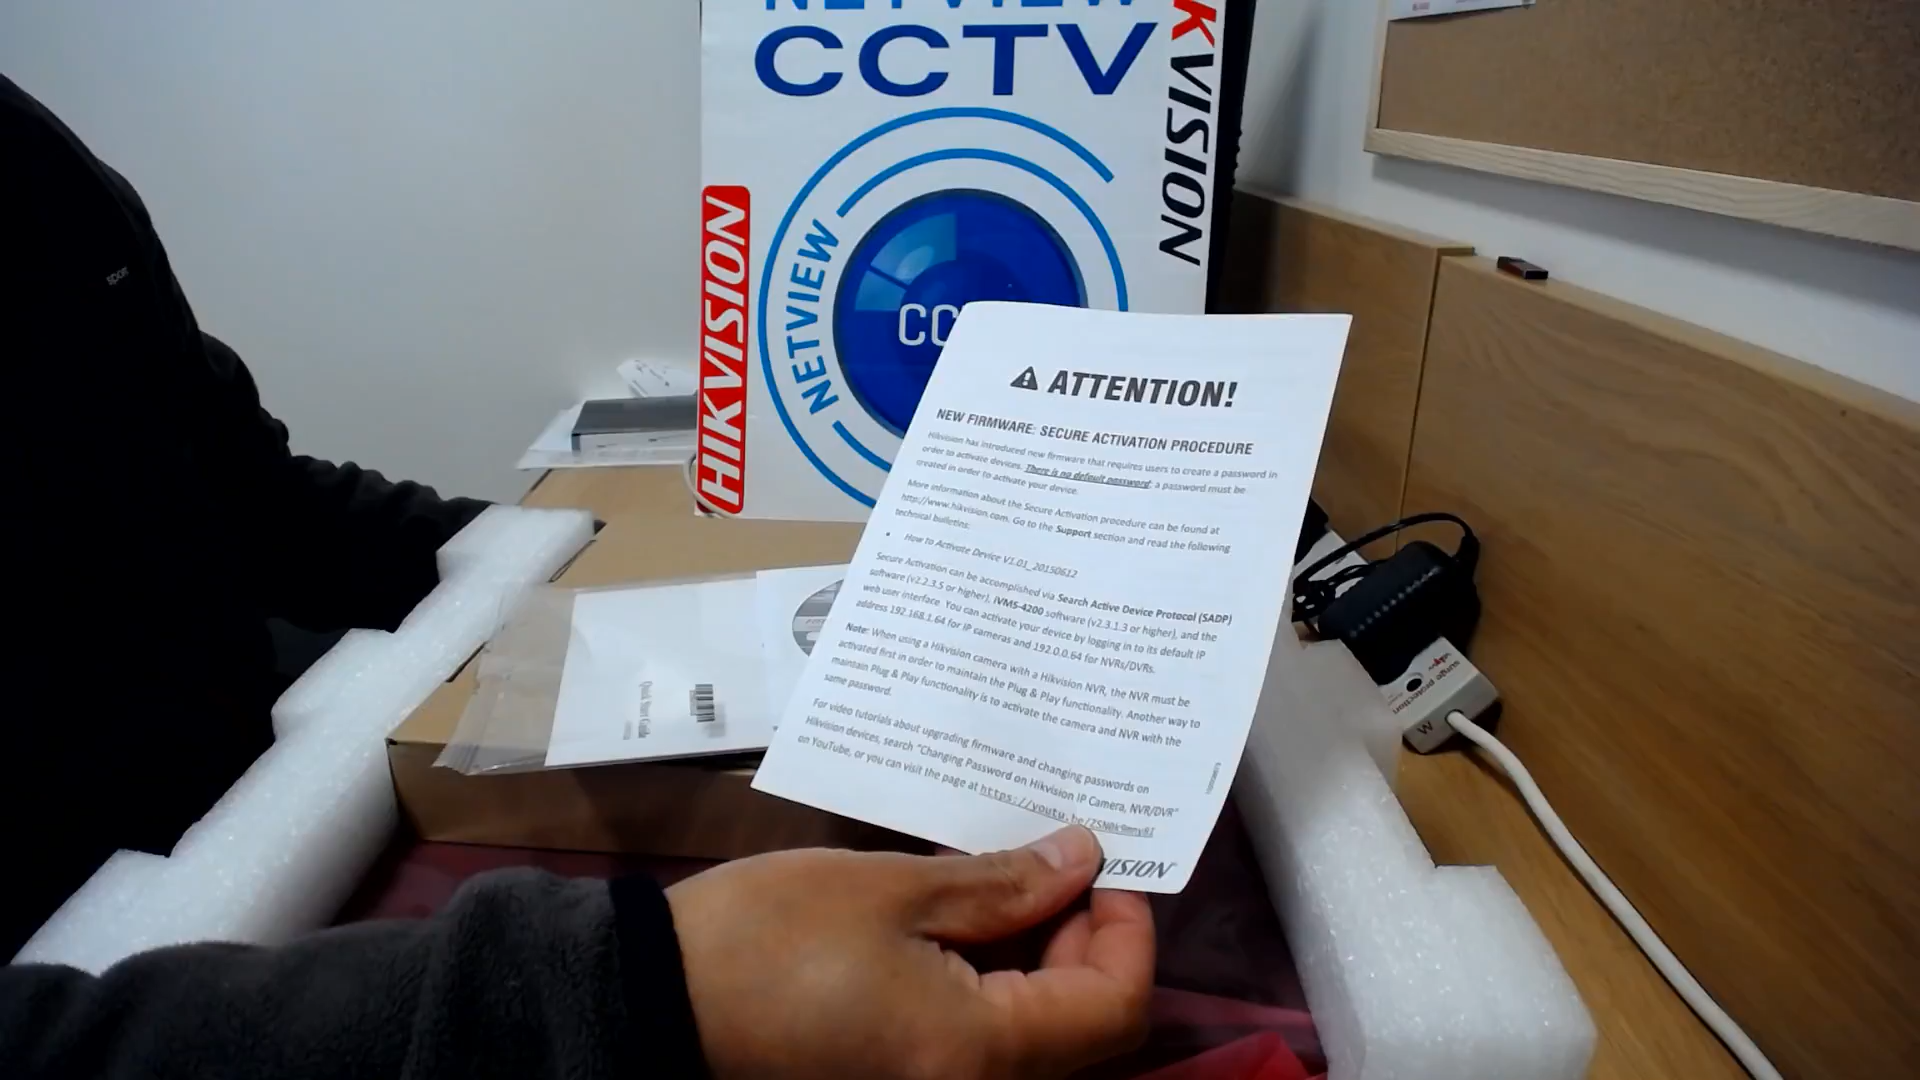 NETVIEW
CCTV
HIKVISION
KVISION
NETVIEW
CC
spor
ATTENTION!
NEW FIRMWARE: SECURE ACTIVATION PROCEDURE
Hikvision has introduced new firmware that requires users to create a password in
order to activate devices. There is no default password; a password must be
created in order to activate your device.
More information about the Secure Activation procedure can be found at
http://www.hikvision.com. Go to the Support section and read the following
technical bulletins:
• How to Activate Device V1.01_20150612
Secure Activation can be accomplished via Search Active Device Protocol (SADP)
software (v2.2.3.5 or higher), iVMS-4200 software (v2.3.1.3 or higher), and the
web user interface. You can activate your device by logging in to its default IP
address 192.168.1.64 for IP cameras and 192.0.0.64 for NVRs/DVRs.
Note: When using a Hikvision camera with a Hikvision NVR, the NVR must be
activated first in order to maintain the Plug & Play functionality. Another way to
maintain Plug & Play functionality is to activate the camera and NVR with the
same password.
For video tutorials about upgrading firmware and changing passwords on
Hikvision devices, search "Changing Password on Hikvision IP Camera, NVR/DVR"
on YouTube, or you can visit the page at https://youtu.be/
VISION
Quick Start Guide
surge protection